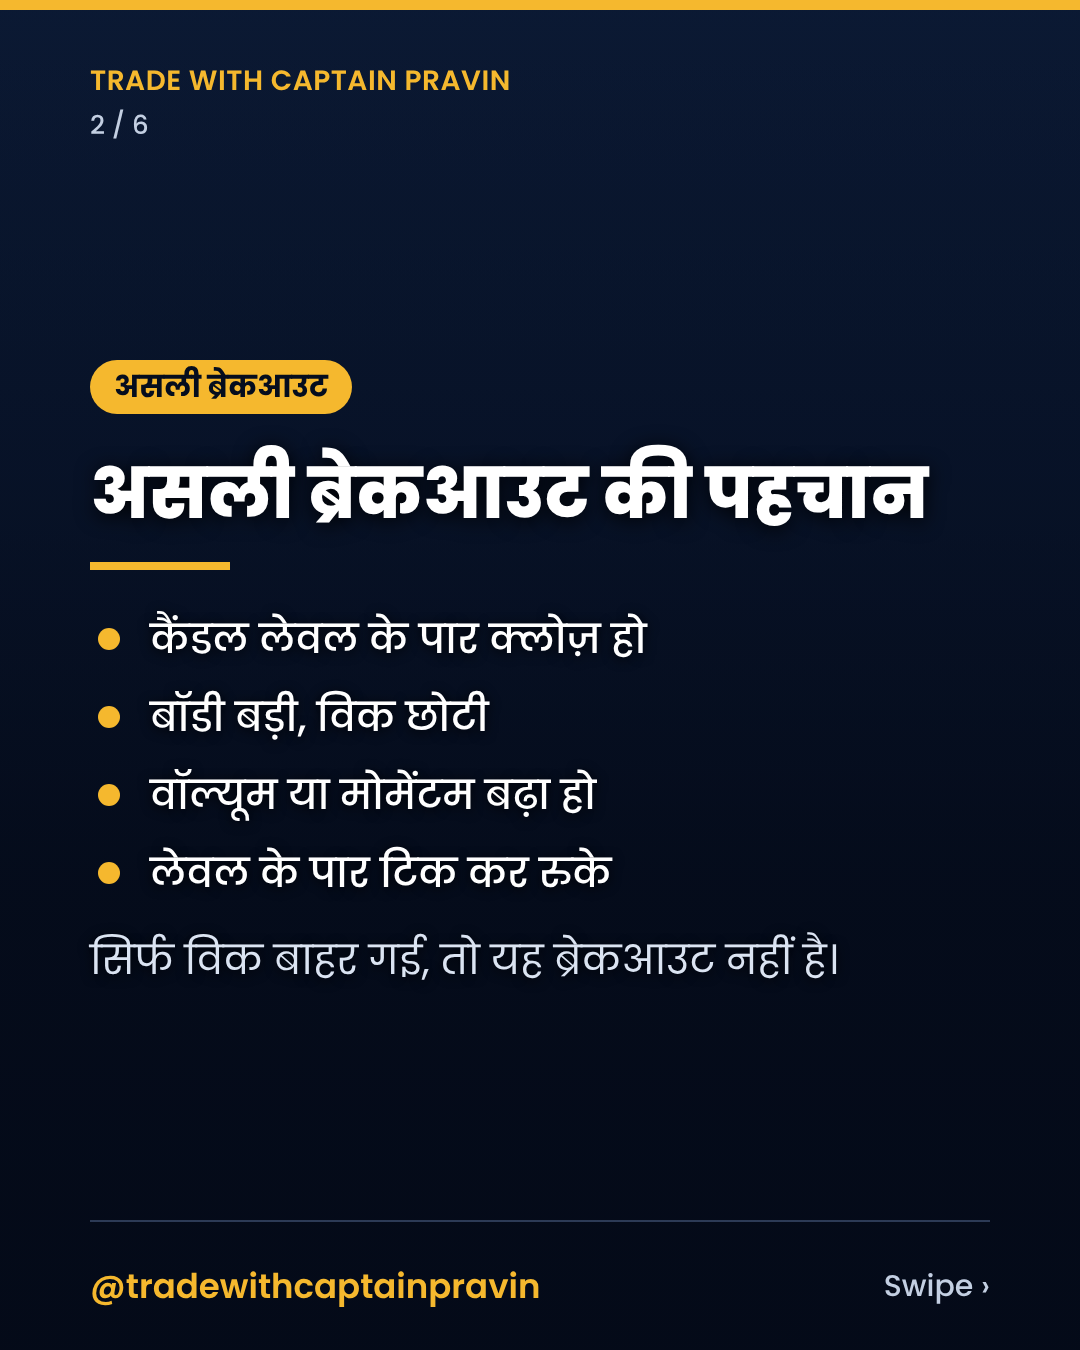 TRADE WITH CAPTAIN PRAVIN
2 / 6
असली ब्रेकआउट
असली ब्रेकआउट की पहचान
कैंडल लेवल के पार क्लोज़ हो
बॉडी बड़ी, विक छोटी
वॉल्यूम या मोमेंटम बढ़ा हो
लेवल के पार टिक कर रुके
सिर्फ विक बाहर गई, तो यह ब्रेकआउट नहीं है।
@tradewithcaptainpravin
Swipe ›